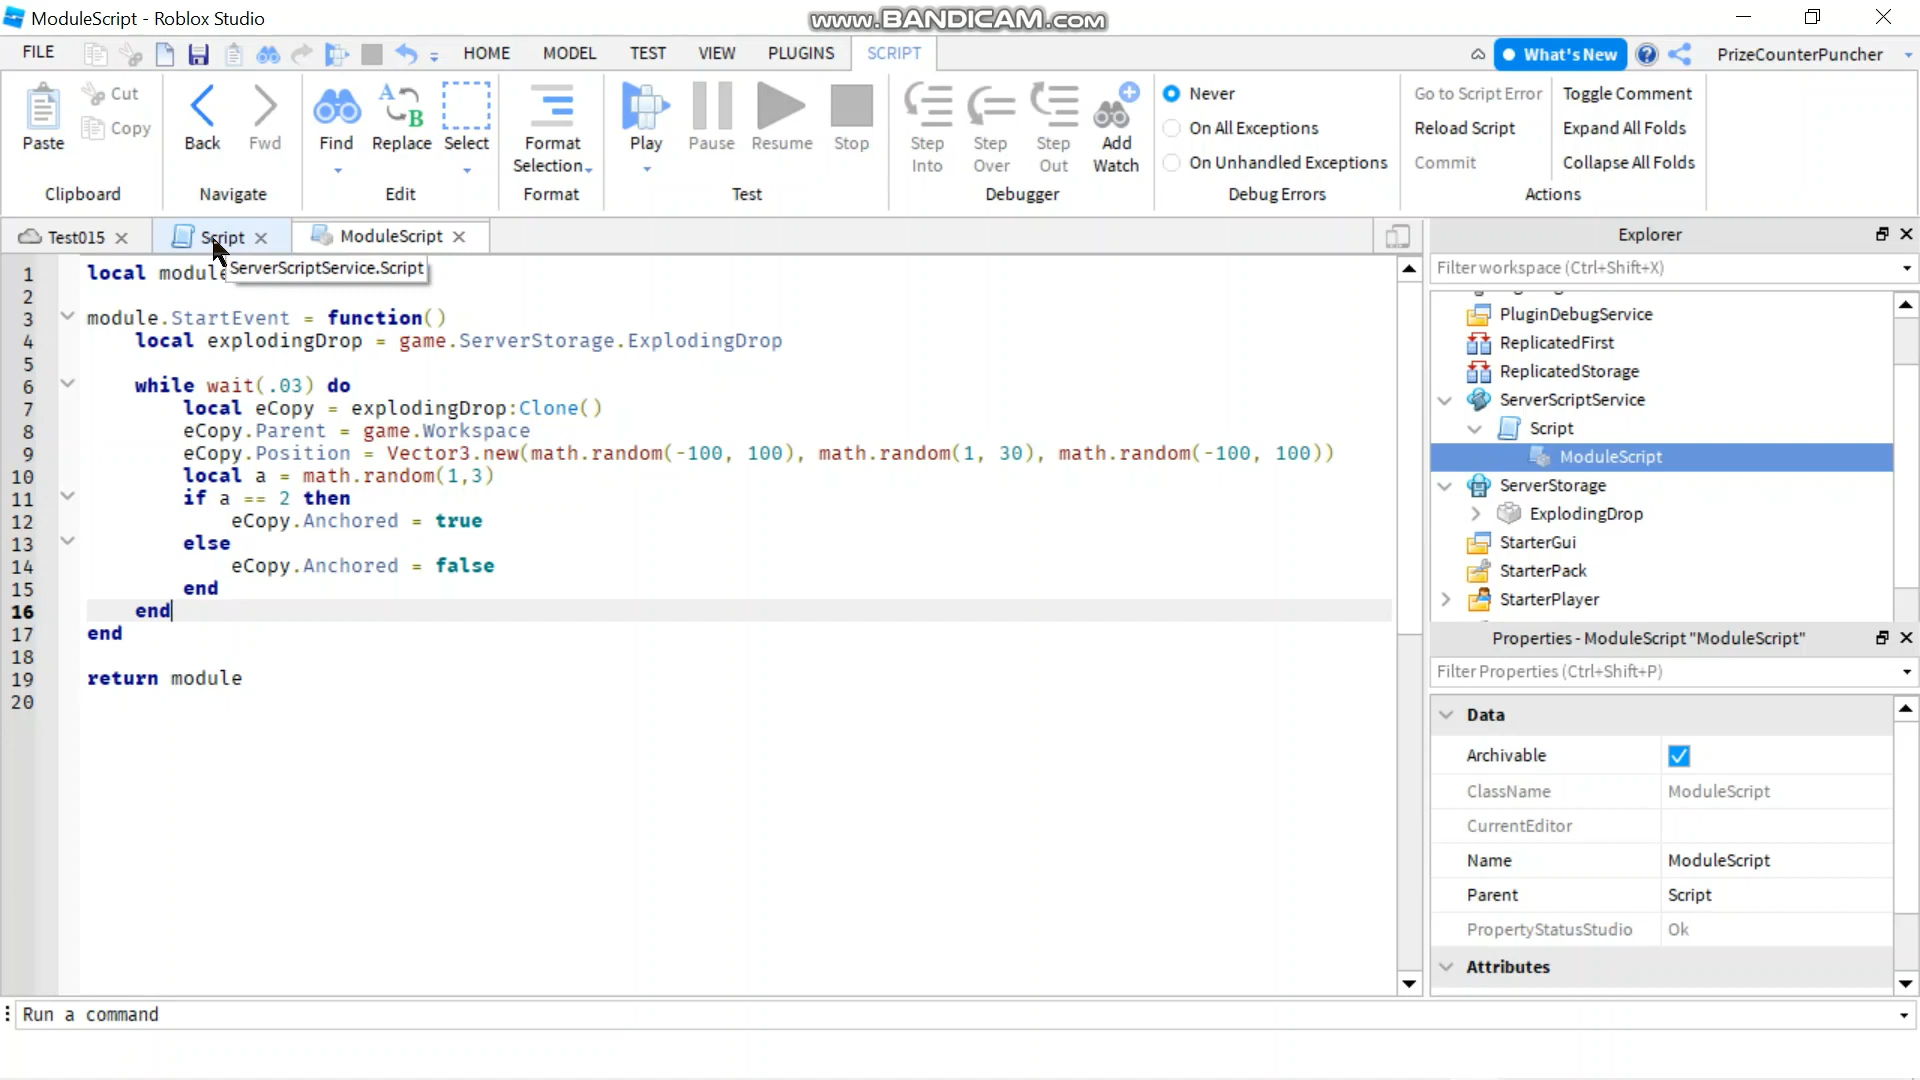 ModuleScript - Roblox Studio
www.BANDICAM.com
FILE
HOME
MODEL
TEST
VIEW
PLUGINS
SCRIPT
What's New
PrizeCounterPuncher
Paste
Cut
Copy
Clipboard
Back
Fwd
Navigate
Find
Replace
Select
Edit
Format
Selection
Format
Play
Pause
Resume
Stop
Test
Step
Into
Step
Over
Step
Out
Add
Watch
Debugger
Never
On All Exceptions
On Unhandled Exceptions
Debug Errors
Go to Script Error
Reload Script
Commit
Toggle Comment
Expand All Folds
Collapse All Folds
Actions
Test015
Script
ModuleScript
ServerScriptService.Script
1 local module
2
3 module.StartEvent = function()
4 local explodingDrop = game.ServerStorage.ExplodingDrop
5
6 while wait(.03) do
7 local eCopy = explodingDrop:Clone()
8 eCopy.Parent = game.Workspace
9 eCopy.Position = Vector3.new(math.random(-100, 100), math.random(1, 30), math.random(-100, 100))
10 local a = math.random(1,3)
11 if a == 2 then
12 eCopy.Anchored = true
13 else
14 eCopy.Anchored = false
15 end
16 end
17 end
18
19 return module
20
Explorer
Filter workspace (Ctrl+Shift+X)
PluginDebugService
ReplicatedFirst
ReplicatedStorage
ServerScriptService
Script
ModuleScript
ServerStorage
ExplodingDrop
StarterGui
StarterPack
StarterPlayer
Properties - ModuleScript "ModuleScript"
Filter Properties (Ctrl+Shift+P)
Data
Archivable
ClassName ModuleScript
CurrentEditor
Name ModuleScript
Parent Script
PropertyStatusStudio Ok
Attributes
Run a command